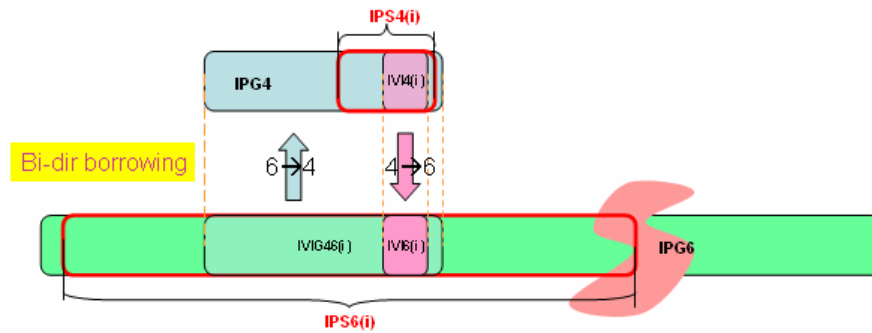 IPS4(i)
IPG4
IVI4(i)
Bi-dir borrowing
6→4
4→6
IVIG46(i)
IVI6(i)
IPG6
IPS6(i)